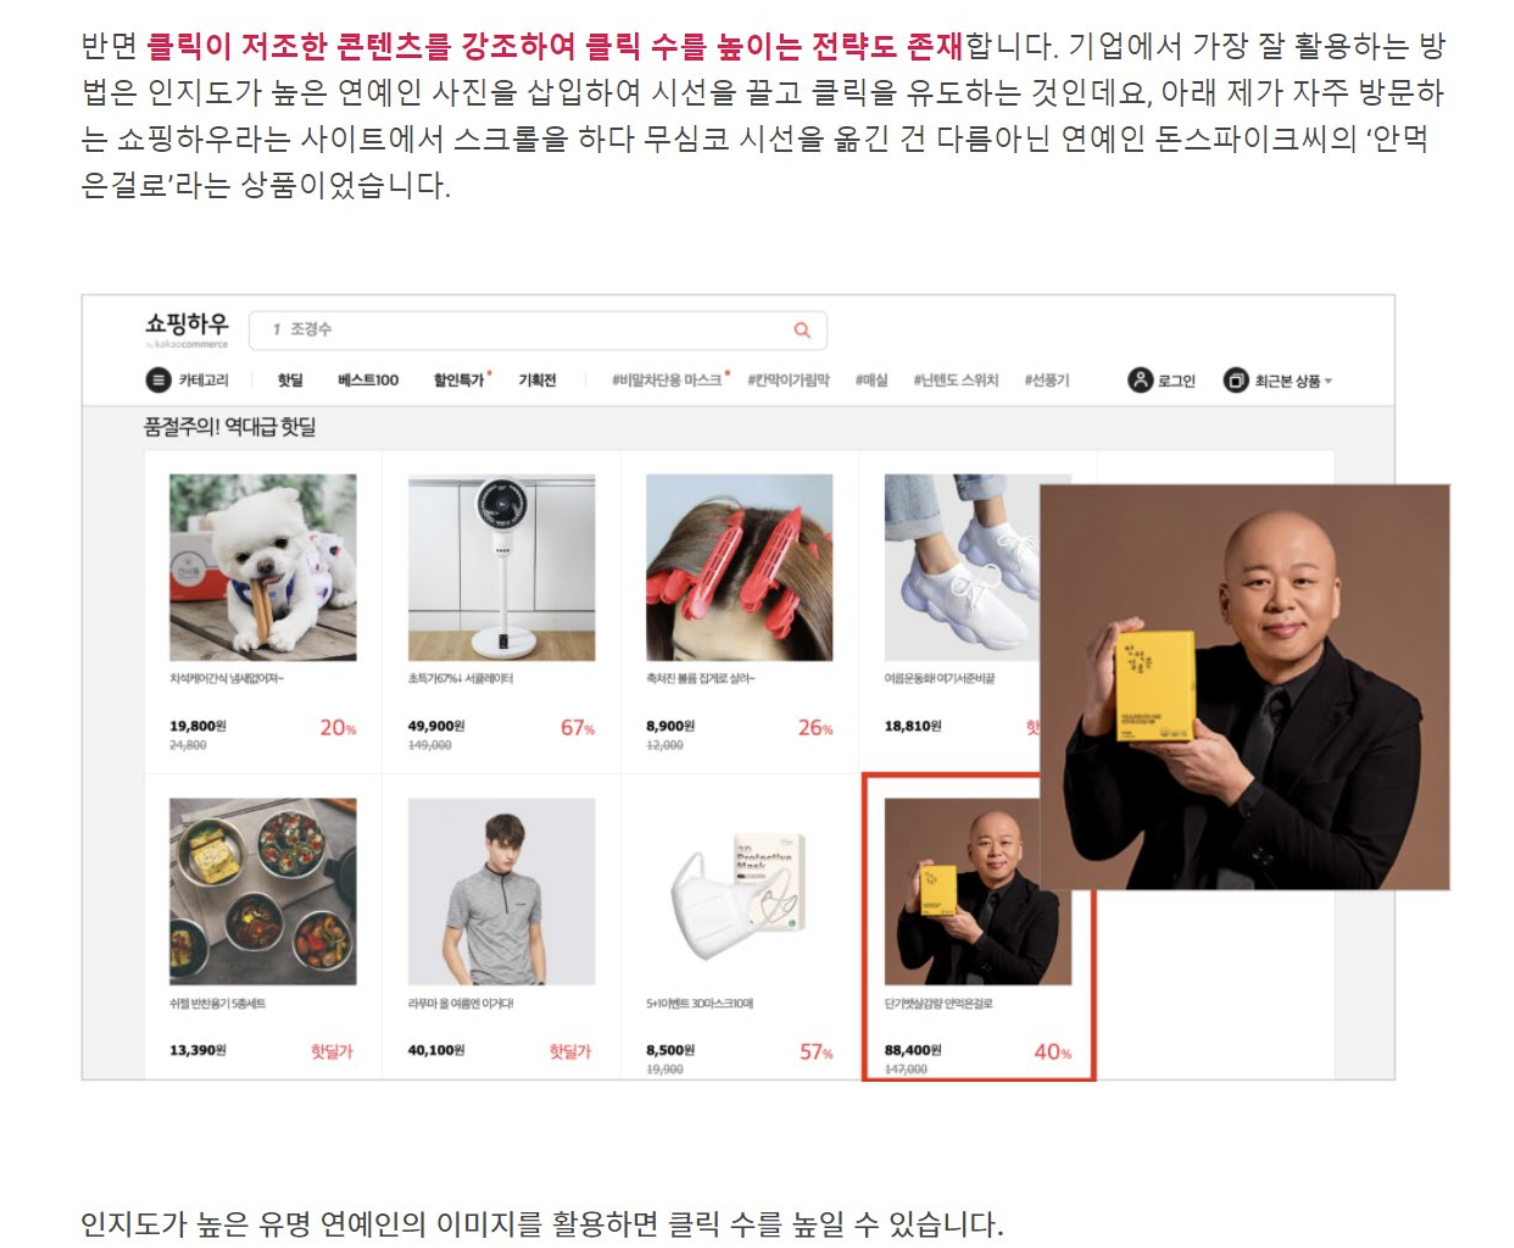 반면 클릭이 저조한 콘텐츠를 강조하여 클릭 수를 높이는 전략도 존재합니다. 기업에서 가장 잘 활용하는 방
법은 인지도가 높은 연예인 사진을 삽입하여 시선을 끌고 클릭을 유도하는 것인데요, 아래 제가 자주 방문하
는 쇼핑하우라는 사이트에서 스크롤을 하다 무심코 시선을 옮긴 건 다름아닌 연예인 돈스파이크씨의 ‘안먹
은걸로’라는 상품이었습니다.
쇼핑하우
by kakaocommerce
1 조경수
카테고리 핫딜 베스트100 할인특가 기획전 #비말차단용 마스크 #칸막이가림막 #매실 #닌텐도 스위치 #선풍기 로그인 최근본 상품
품절주의! 역대급 핫딜
치석케어간식 냄새없어져~
19,800원 20%
24,800
초특가67%↓ 서큘레이터
49,900원 67%
149,000
축쳐진 볼륨 집게로 살려~
8,900원 26%
12,000
여름운동화! 여기서준비끝
18,810원 핫
안먹은
걸로
쉬젤 반찬용기 5종세트
13,390원 핫딜가
라푸마 올 여름엔 이거다!
40,100원 핫딜가
3D
Protective
Mask
5+1이벤트 3D마스크10매
8,500원 57%
19,900
단기뱃살감량 안먹은걸로
88,400원 40%
147,000
인지도가 높은 유명 연예인의 이미지를 활용하면 클릭 수를 높일 수 있습니다.